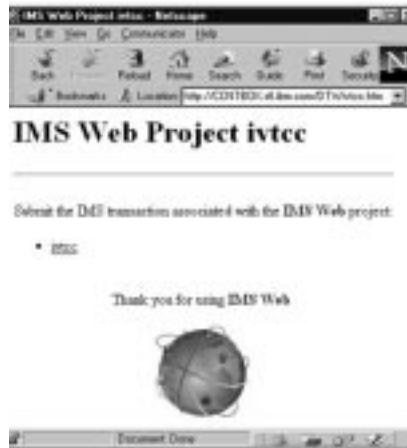 IMS Web Project ivtcc - Netscape
File Edit View Go Communicator Help
Back Reload Home Search Guide Print Security N
Bookmarks Location:
IMS Web Project ivtcc
Submit the IMS transaction associated with the IMS Web project:
ivtcc
Thank you for using IMS Web
Document: Done